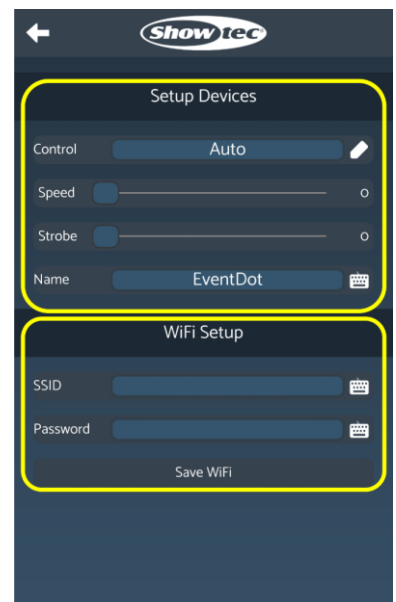 Showtec
Setup Devices
Control Auto
Speed 0
Strobe 0
Name EventDot
WiFi Setup
SSID
Password
Save WiFi